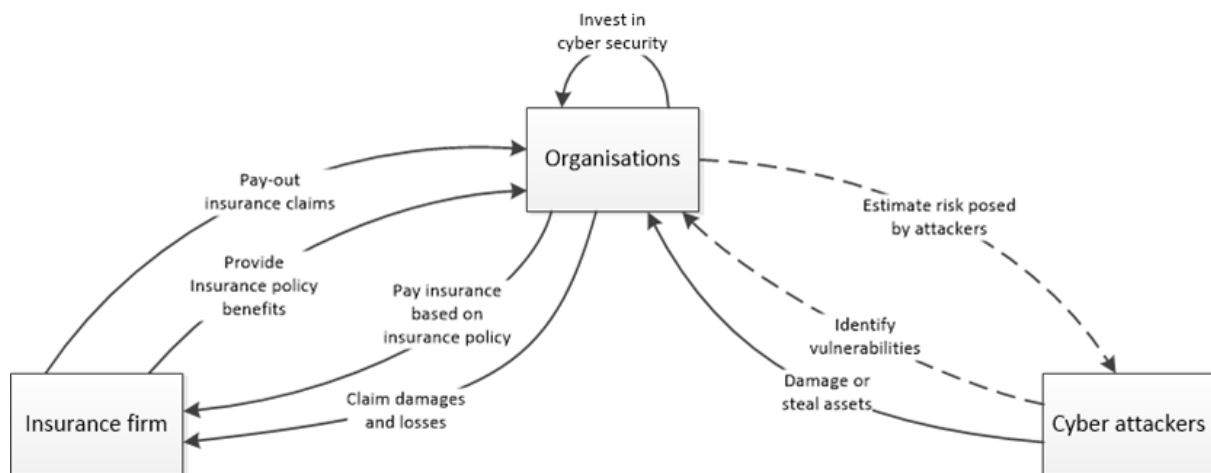 Invest in
cyber security
Organisations
Pay-out
insurance claims
Estimate risk posed
by attackers
Provide
Insurance policy
benefits
Pay insurance
based on
insurance policy
Identify
vulnerabilities
Damage or
steal assets
Claim damages
and losses
Insurance firm
Cyber attackers